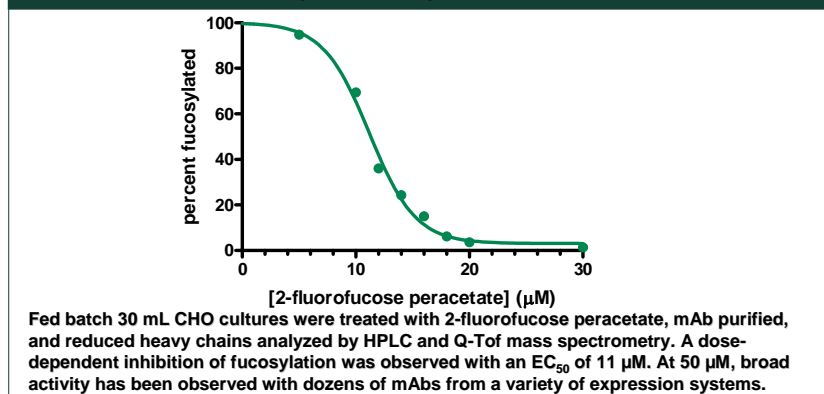 100
80
60
40
20
0
percent fucosylated
0 10 20 30
[2-fluorofucose peracetate] (μM)
Fed batch 30 mL CHO cultures were treated with 2-fluorofucose peracetate, mAb purified,
and reduced heavy chains analyzed by HPLC and Q-Tof mass spectrometry. A dose-
dependent inhibition of fucosylation was observed with an EC50 of 11 μM. At 50 μM, broad
activity has been observed with dozens of mAbs from a variety of expression systems.